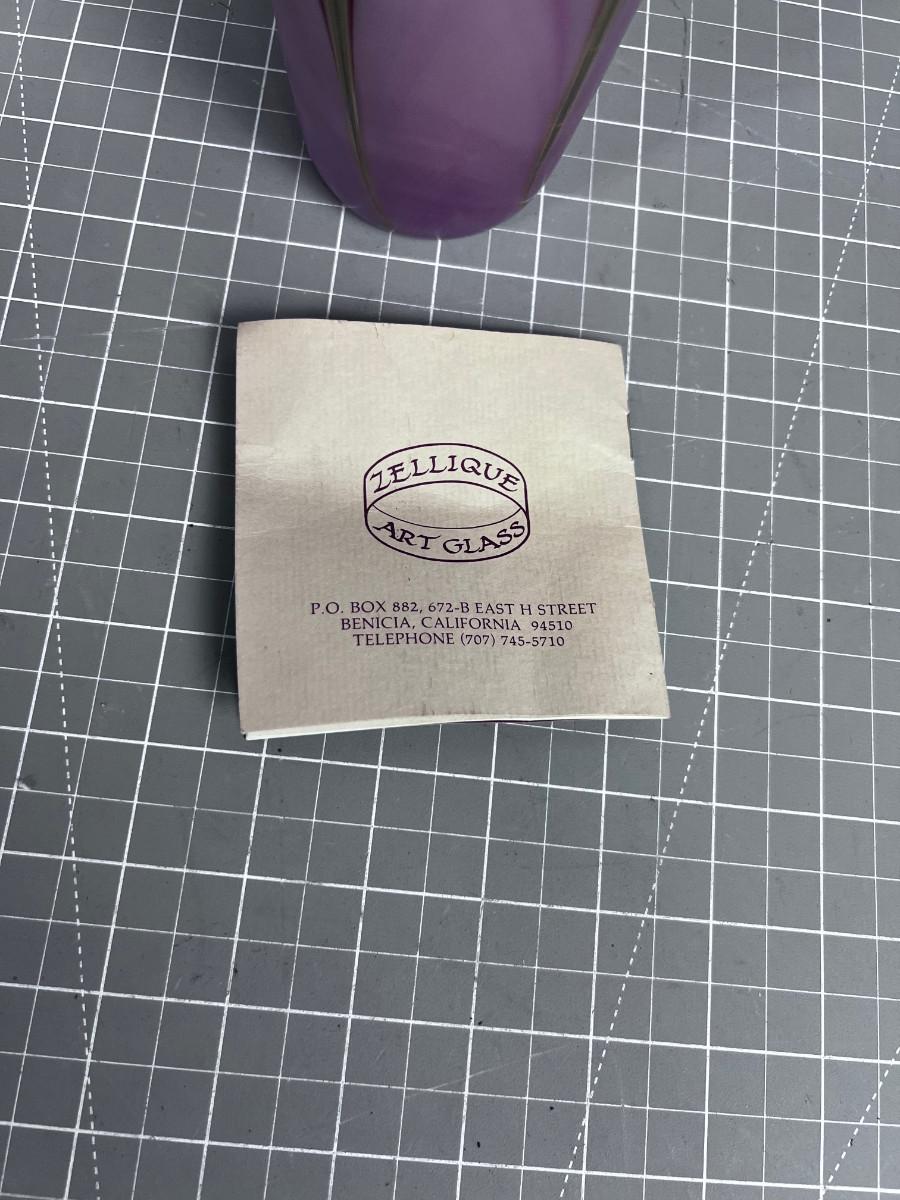 ZELLIQUE
ART GLASS
P.O. BOX 882, 672-B EAST H STREET
BENICIA, CALIFORNIA 94510
TELEPHONE (707) 745-5710